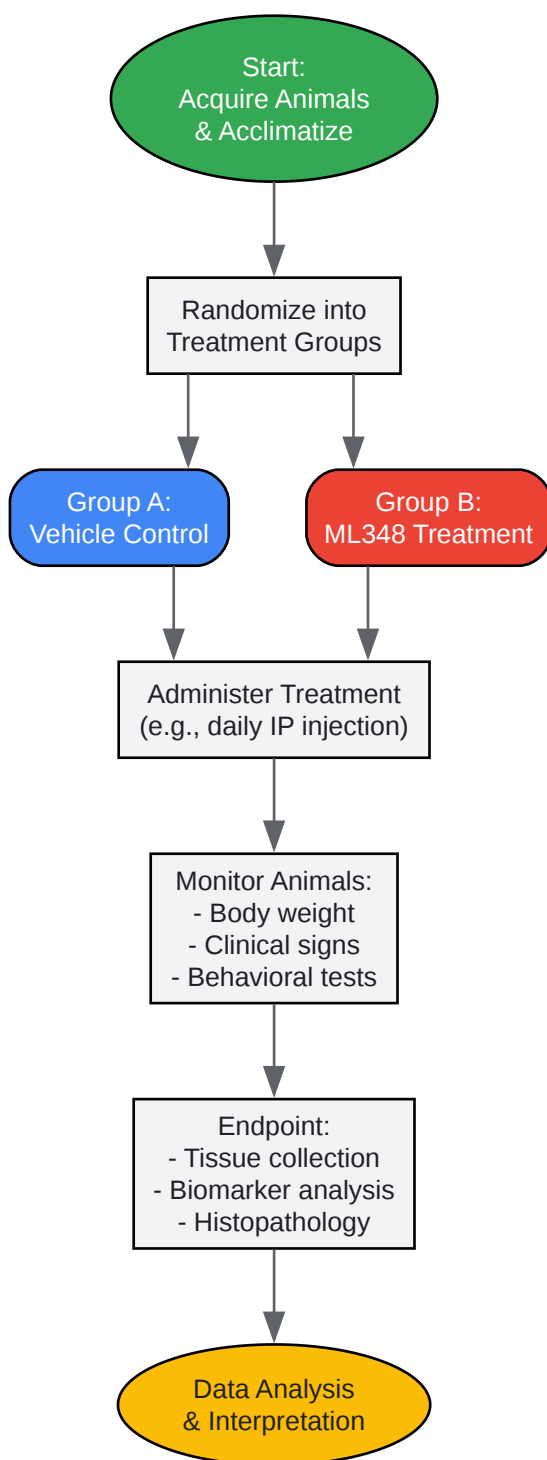 Start:
Acquire Animals
& Acclimatize
Randomize into
Treatment Groups
Group A:
Vehicle Control
Group B:
ML348 Treatment
Administer Treatment
(e.g., daily IP injection)
Monitor Animals:
- Body weight
- Clinical signs
- Behavioral tests
Endpoint:
- Tissue collection
- Biomarker analysis
- Histopathology
Data Analysis
& Interpretation